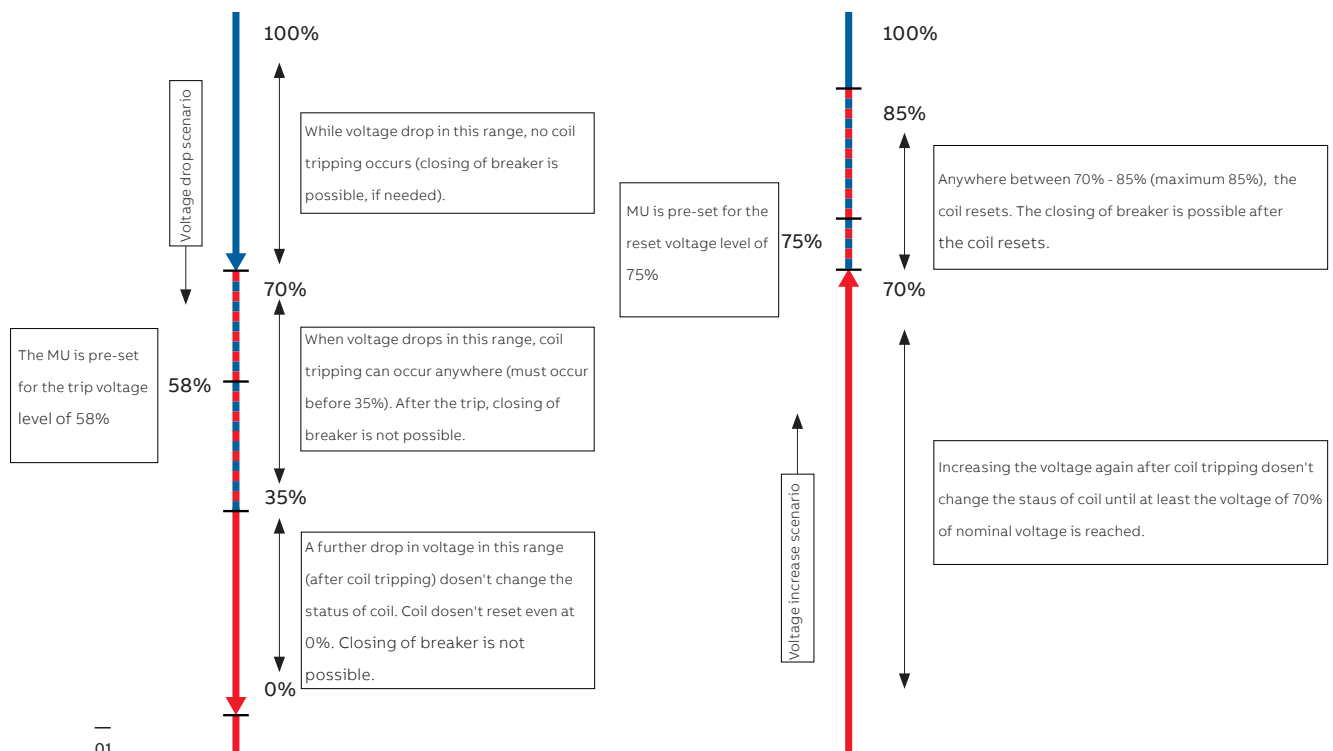 100%
Voltage drop scenario
While voltage drop in this range, no coil
tripping occurs (closing of breaker is
possible, if needed).
70%
The MU is pre-set
for the trip voltage
level of 58%
58%
When voltage drops in this range, coil
tripping can occur anywhere (must occur
before 35%). After the trip, closing of
breaker is not possible.
35%
A further drop in voltage in this range
(after coil tripping) dosen't change the
status of coil. Coil dosen't reset even at
0%. Closing of breaker is not
possible.
0%
01
100%
85%
Anywhere between 70% - 85% (maximum 85%), the
coil resets. The closing of breaker is possible after
the coil resets.
MU is pre-set for the
reset voltage level of
75%
75%
70%
Voltage increase scenario
Increasing the voltage again after coil tripping dosen't
change the staus of coil until at least the voltage of 70%
of nominal voltage is reached.